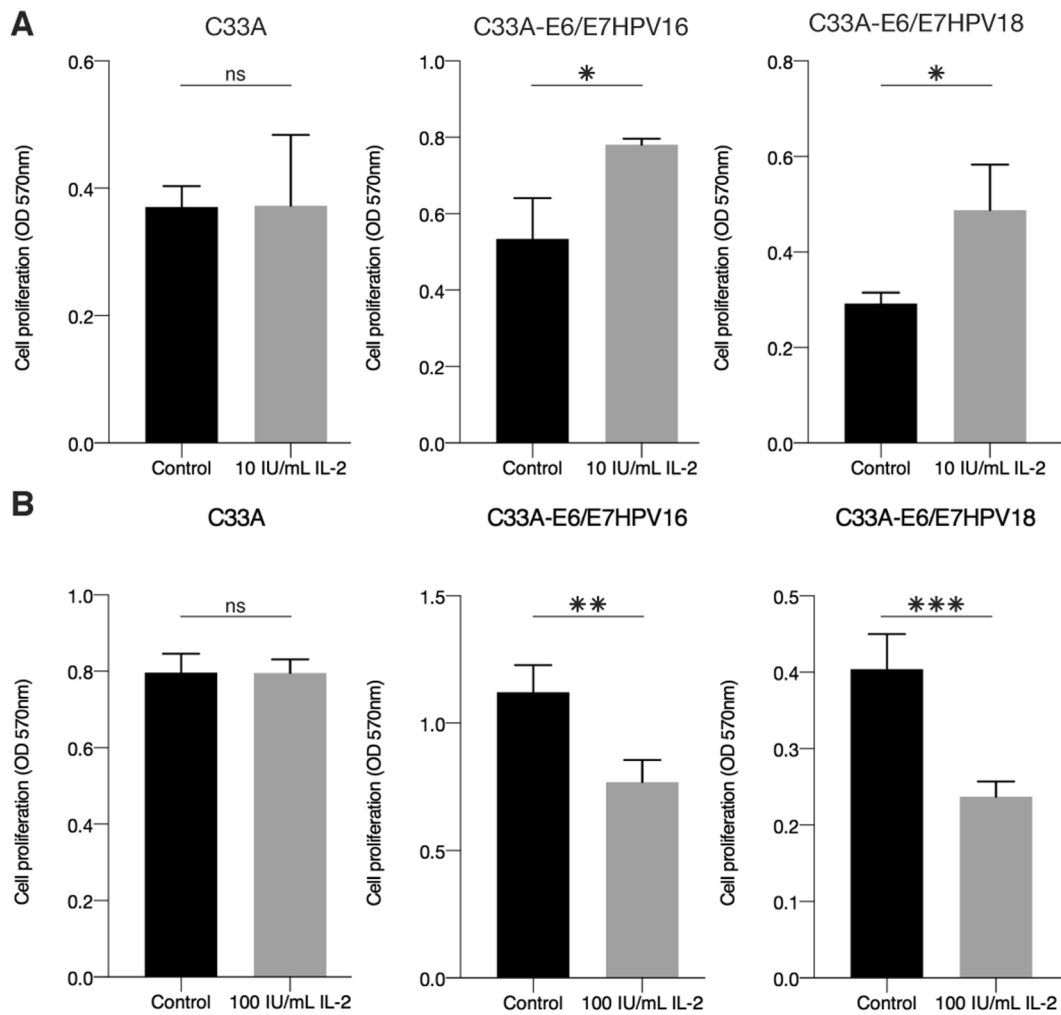 A
C33A
C33A-E6/E7HPV16
C33A-E6/E7HPV18
ns
Cell proliferation (OD 570nm)
0.6
0.4
0.2
0.0
Control
10 IU/mL IL-2
*
Cell proliferation (OD 570nm)
1.0
0.8
0.6
0.4
0.2
0.0
Control
10 IU/mL IL-2
*
Cell proliferation (OD 570nm)
0.8
0.6
0.4
0.2
0.0
Control
10 IU/mL IL-2
B
C33A
C33A-E6/E7HPV16
C33A-E6/E7HPV18
ns
Cell proliferation (OD 570nm)
1.0
0.8
0.6
0.4
0.2
0.0
Control
100 IU/mL IL-2
**
Cell proliferation (OD 570nm)
1.5
1.0
0.5
0.0
Control
100 IU/mL IL-2
***
Cell proliferation (OD 570nm)
0.5
0.4
0.3
0.2
0.1
0.0
Control
100 IU/mL IL-2